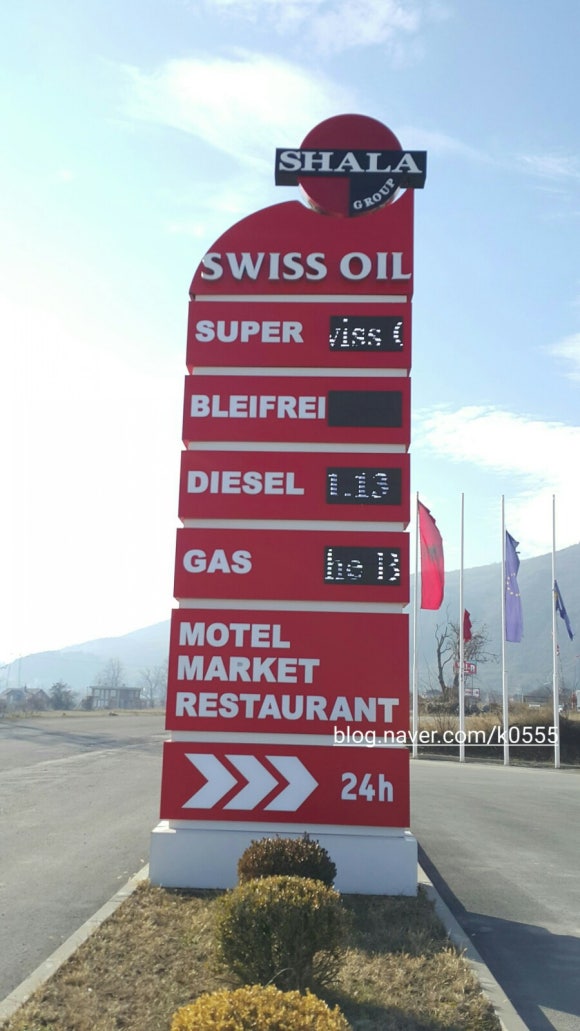 SHALA
GROUP
SWISS OIL
SUPER
BLEIFREI
DIESEL 1.13
GAS
MOTEL
MARKET
RESTAURANT
blog.naver.com/k0555
24h